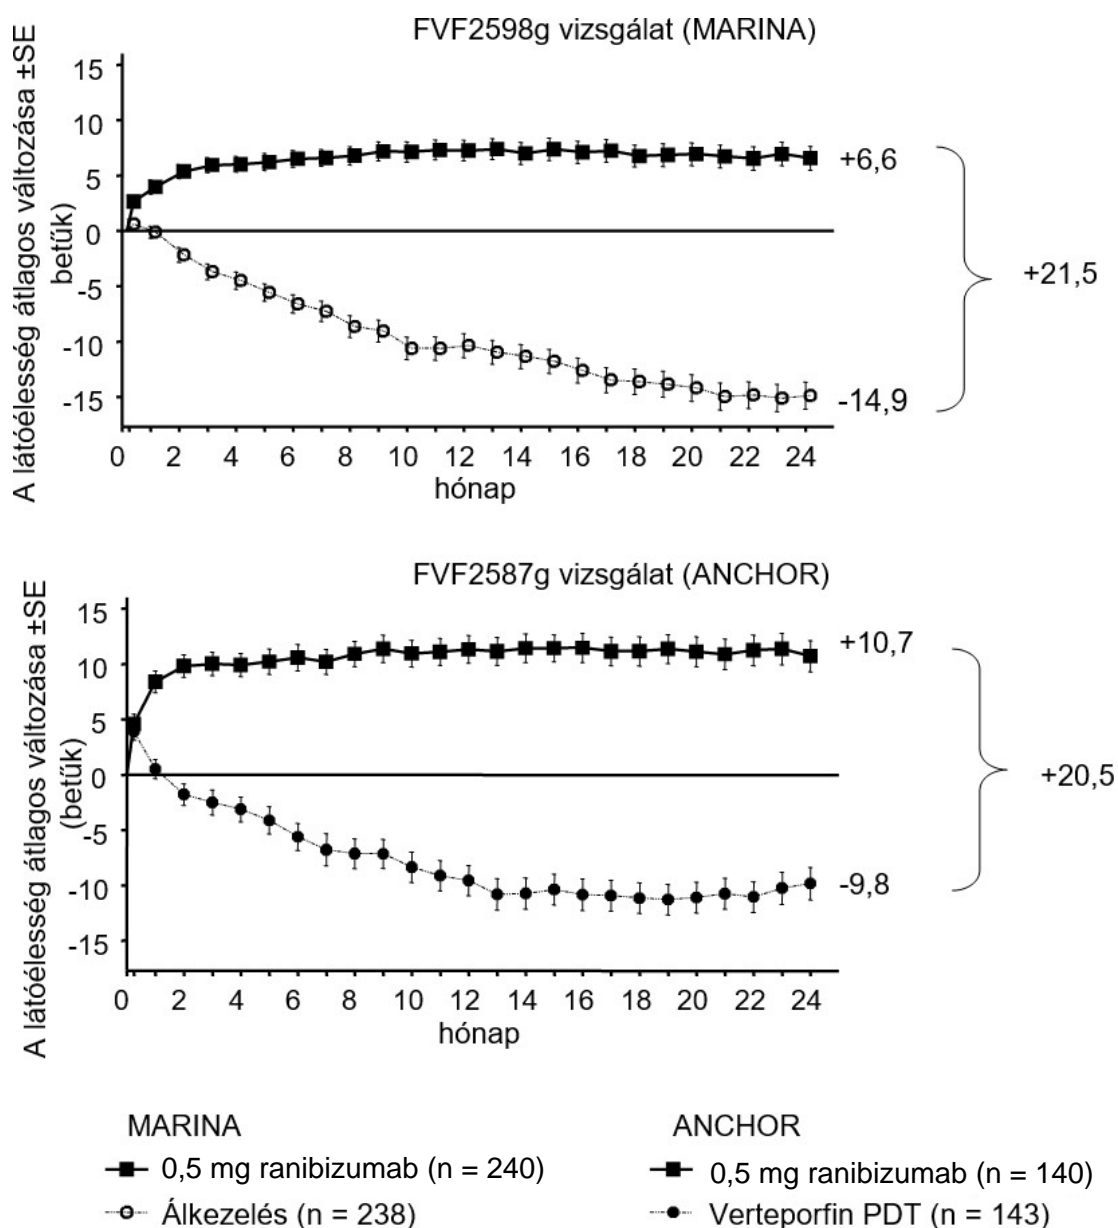 FVF2598g vizsgálat (MARINA)
A látóélesség átlagos változása ±SE
betűk)
15
10
5
0
-5
-10
-15
+6,6
-14,9
+21,5
0 2 4 6 8 10 12 14 16 18 20 22 24
hónap
FVF2587g vizsgálat (ANCHOR)
A látóélesség átlagos változása ±SE
(betűk)
15
10
5
0
-5
-10
-15
+10,7
-9,8
+20,5
0 2 4 6 8 10 12 14 16 18 20 22 24
hónap
MARINA
0,5 mg ranibizumab (n = 240)
Álkezelés (n = 238)
ANCHOR
0,5 mg ranibizumab (n = 140)
Verteporfin PDT (n = 143)